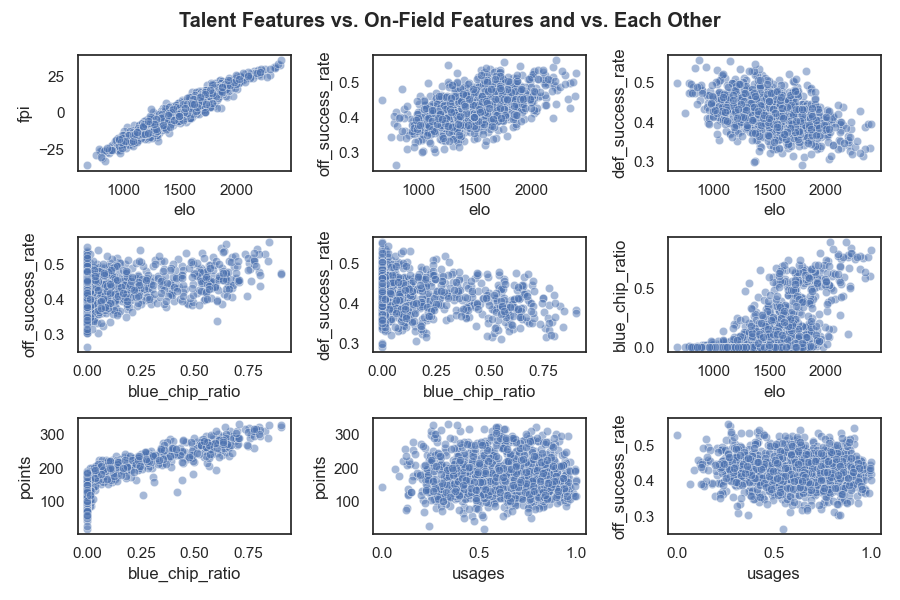 Talent Features vs. On-Field Features and vs. Each Other
fpi
25
0
−25
1000 1500 2000
elo
off_success_rate
0.5
0.4
0.3
1000 1500 2000
elo
def_success_rate
0.5
0.4
0.3
1000 1500 2000
elo
off_success_rate
0.5
0.4
0.3
0.00 0.25 0.50 0.75
blue_chip_ratio
def_success_rate
0.5
0.4
0.3
0.00 0.25 0.50 0.75
blue_chip_ratio
blue_chip_ratio
0.5
0.0
1000 1500 2000
elo
points
300
200
100
0.00 0.25 0.50 0.75
blue_chip_ratio
points
300
200
100
0.0 0.5 1.0
usages
off_success_rate
0.5
0.4
0.3
0.0 0.5 1.0
usages